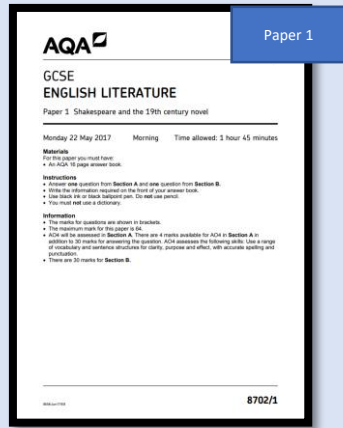 Paper 1
AQA
GCSE
ENGLISH LITERATURE
Paper 1 Shakespeare and the 19th century novel
Monday 22 May 2017 Morning Time allowed: 1 hour 45 minutes
Materials
For this paper you must have:
• An AQA 16 page answer book.
Instructions
• Answer one question from Section A and one question from Section B.
• Write the information required on the front of your answer book.
• Use black ink or black ballpoint pen. Do not use pencil.
• You must not use a dictionary.
Information
• The marks for questions are shown in brackets.
• The maximum mark for this paper is 64.
• AO4 will be assessed in Section A. There are 4 marks available for AO4 in Section A in
addition to 30 marks for answering the question. AO4 assesses the following skills: Use a range
of vocabulary and sentence structures for clarity, purpose and effect, with accurate spelling and
punctuation.
• There are 30 marks for Section B.
8702/1